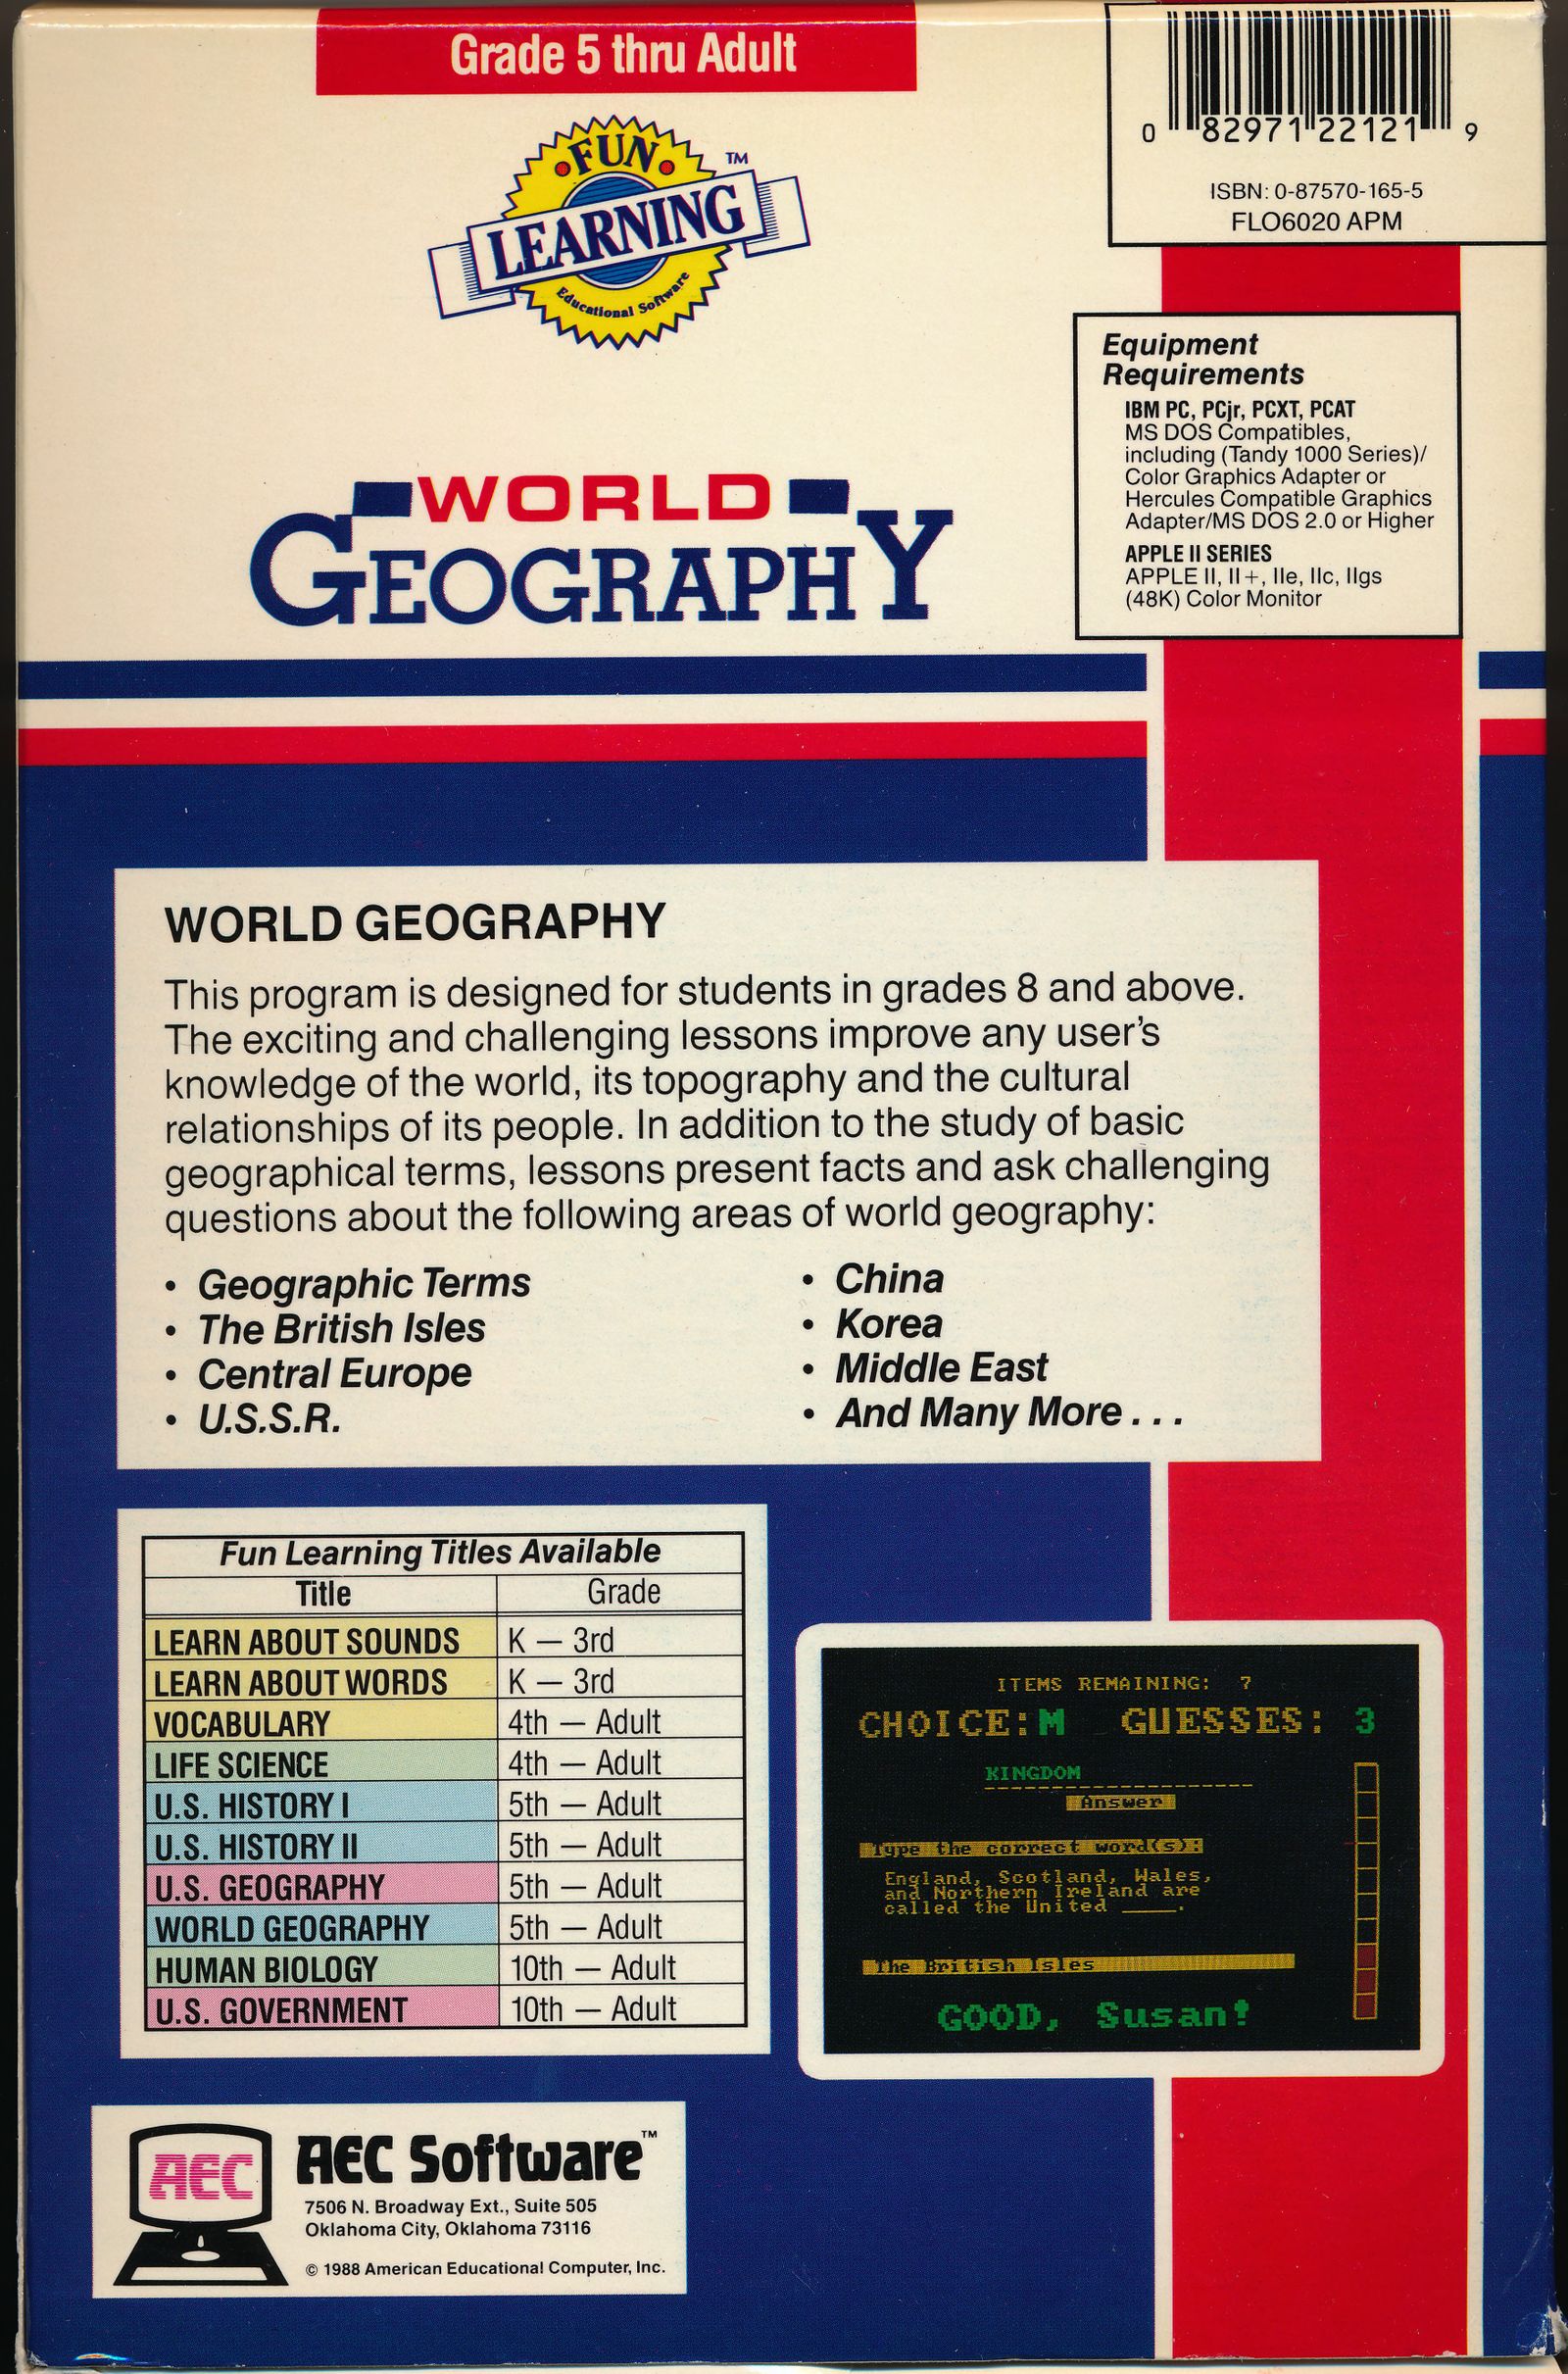 Grade 5 thru Adult
FUN
TM
LEARNING
Educational Software
0 82971 22121 9
ISBN: 0-87570-165-5
FLO6020 APM
Equipment
Requirements
IBM PC, PCjr, PCXT, PCAT
MS DOS Compatibles,
including (Tandy 1000 Series)/
Color Graphics Adapter or
Hercules Compatible Graphics
Adapter/MS DOS 2.0 or Higher
APPLE II SERIES
APPLE II, II+, IIe, IIc, IIgs
(48K) Color Monitor
WORLD
GEOGRAPHY
WORLD GEOGRAPHY
This program is designed for students in grades 8 and above.
The exciting and challenging lessons improve any user's
knowledge of the world, its topography and the cultural
relationships of its people. In addition to the study of basic
geographical terms, lessons present facts and ask challenging
questions about the following areas of world geography:
• Geographic Terms
• The British Isles
• Central Europe
• U.S.S.R.
• China
• Korea
• Middle East
• And Many More . . .
Fun Learning Titles Available
Title Grade
LEARN ABOUT SOUNDS K — 3rd
LEARN ABOUT WORDS K — 3rd
VOCABULARY 4th — Adult
LIFE SCIENCE 4th — Adult
U.S. HISTORY I 5th — Adult
U.S. HISTORY II 5th — Adult
U.S. GEOGRAPHY 5th — Adult
WORLD GEOGRAPHY 5th — Adult
HUMAN BIOLOGY 10th — Adult
U.S. GOVERNMENT 10th — Adult
ITEMS REMAINING: 7
CHOICE:M GUESSES: 3
KINGDOM
Answer
Type the correct word(s):
England, Scotland, Wales,
and Northern Ireland are
called the United ____.
The British Isles
GOOD, Susan!
AEC
AEC Software™
7506 N. Broadway Ext., Suite 505
Oklahoma City, Oklahoma 73116
© 1988 American Educational Computer, Inc.